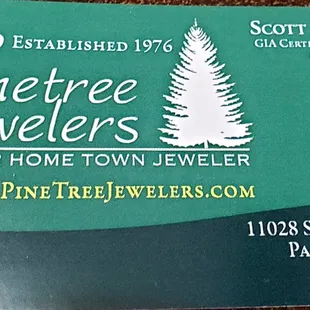 Established 1976
Scott
GIA Certi
netree
welers
Home Town Jeweler
PineTreeJewelers.com
11028 S
Pa